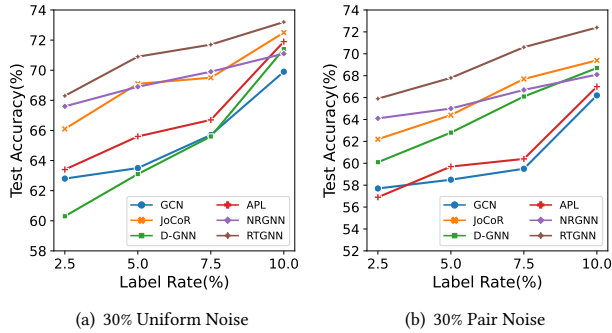 74
72
70
68
66
64
62
60
58
Test Accuracy(%)
2.5 5.0 7.5 10.0
Label Rate(%)
GCN APL
JoCoR NRGNN
D-GNN RTGNN
(a) 30% Uniform Noise
74
72
70
68
66
64
62
60
58
56
54
52
Test Accuracy(%)
2.5 5.0 7.5 10.0
Label Rate(%)
GCN APL
JoCoR NRGNN
D-GNN RTGNN
(b) 30% Pair Noise